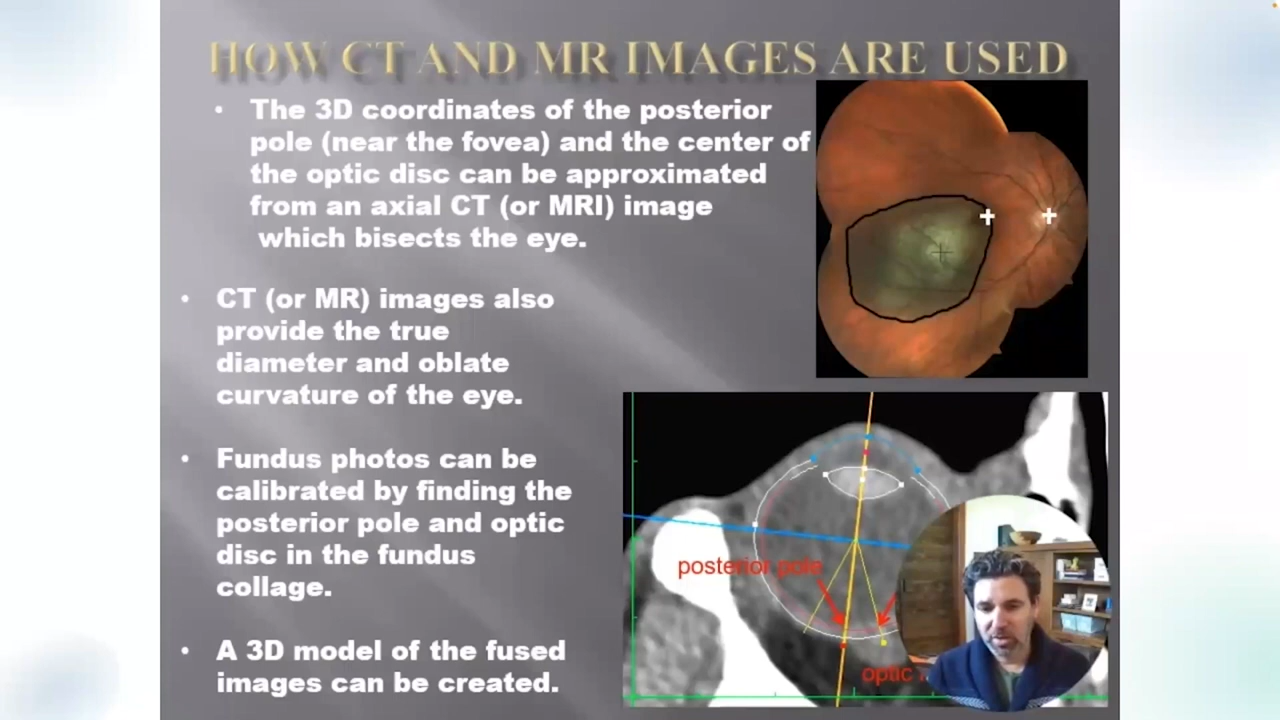 HOW CT AND MR IMAGES ARE USED
• The 3D coordinates of the posterior
pole (near the fovea) and the center of
the optic disc can be approximated
from an axial CT (or MRI) image
which bisects the eye.
• CT (or MR) images also
provide the true
diameter and oblate
curvature of the eye.
• Fundus photos can be
calibrated by finding the
posterior pole and optic
disc in the fundus
collage.
• A 3D model of the fused
images can be created.
posterior pole
optic